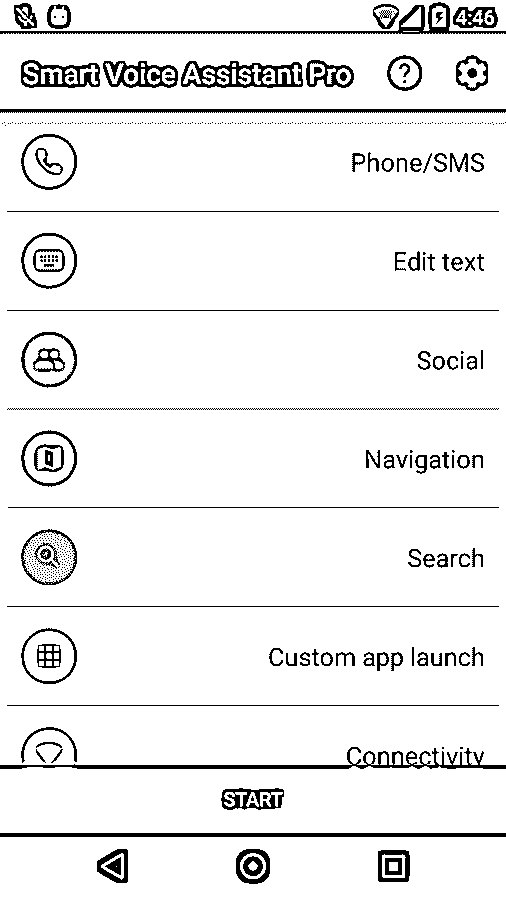 4:46
Smart Voice Assistant Pro
Phone/SMS
Edit text
Social
Navigation
Search
Custom app launch
Connectivity
START